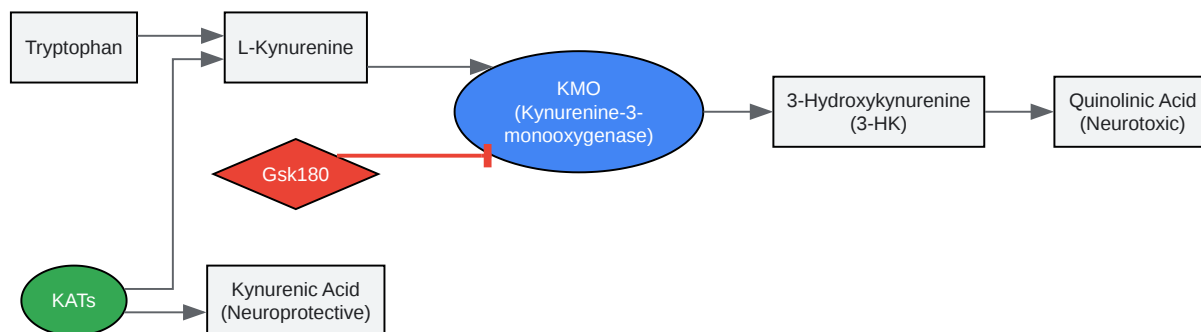 Tryptophan
L-Kynurenine
KMO
(Kynurenine-3-
monooxygenase)
3-Hydroxykynurenine
(3-HK)
Quinolinic Acid
(Neurotoxic)
Gsk180
KATs
Kynurenic Acid
(Neuroprotective)